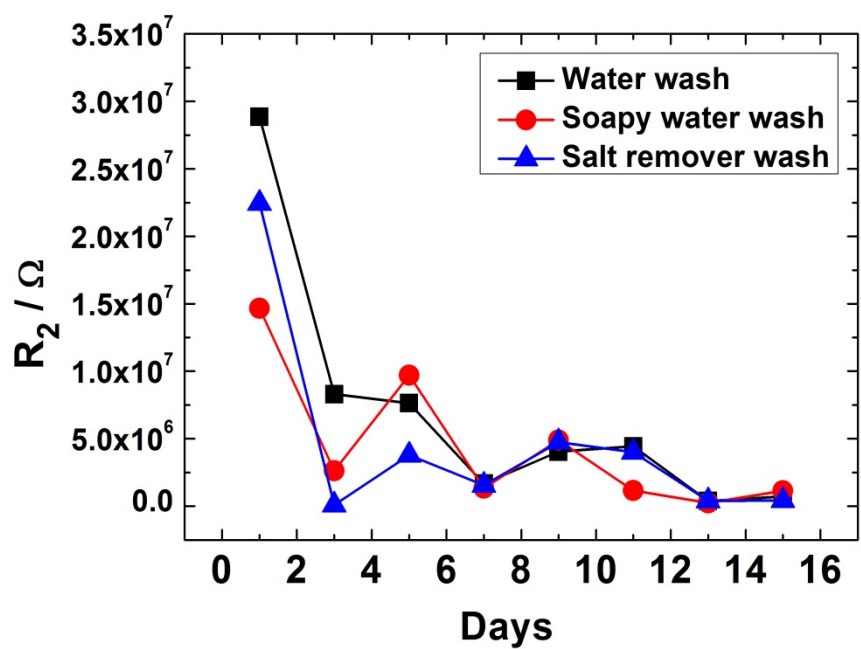 3.5x10⁷
3.0x10⁷
2.5x10⁷
2.0x10⁷
1.5x10⁷
1.0x10⁷
5.0x10⁶
0.0
R₂ / Ω
Water wash
Soapy water wash
Salt remover wash
0 2 4 6 8 10 12 14 16
Days